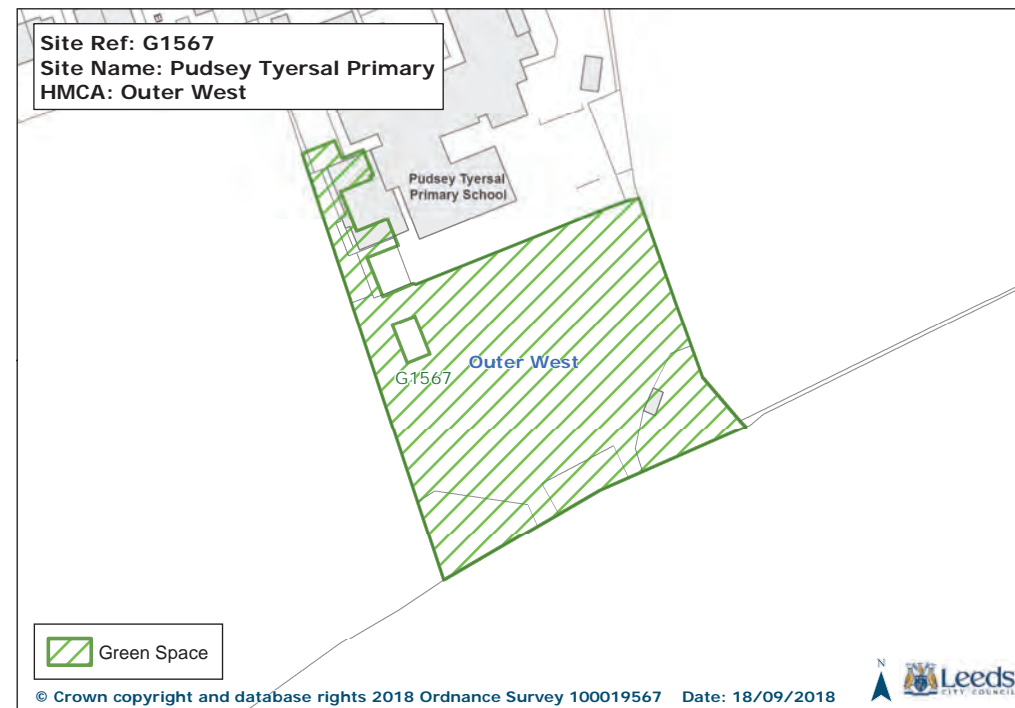 Site Ref: G1567
Site Name: Pudsey Tyersal Primary
HMCA: Outer West
Pudsey Tyersal
Primary School
Outer West
G1567
Green Space
© Crown copyright and database rights 2018 Ordnance Survey 100019567 Date: 18/09/2018
N
Leeds
CITY COUNCIL